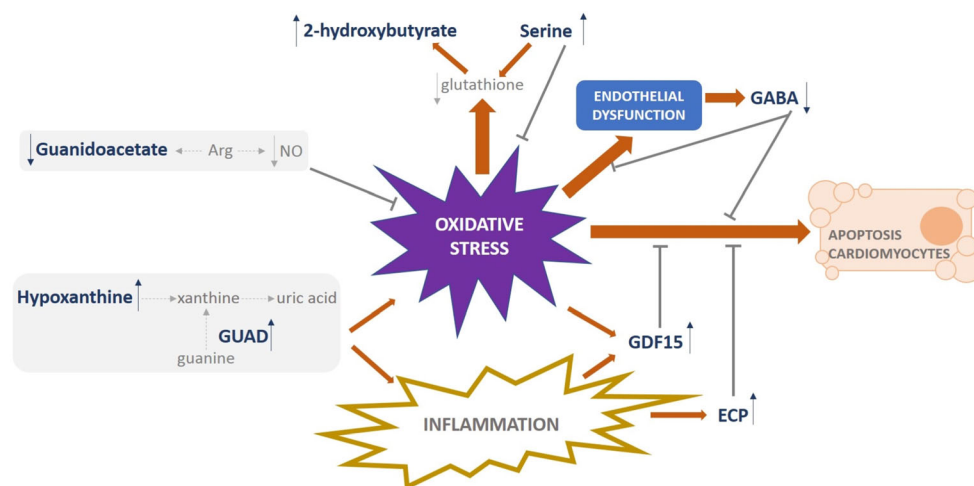 2-hydroxybutyrate
Serine
glutathione
ENDOTHELIAL
DYSFUNCTION
GABA
Guanidoacetate
Arg
NO
OXIDATIVE
STRESS
APOPTOSIS
CARDIOMYOCYTES
Hypoxanthine
xanthine
uric acid
GUAD
guanine
GDF15
INFLAMMATION
ECP